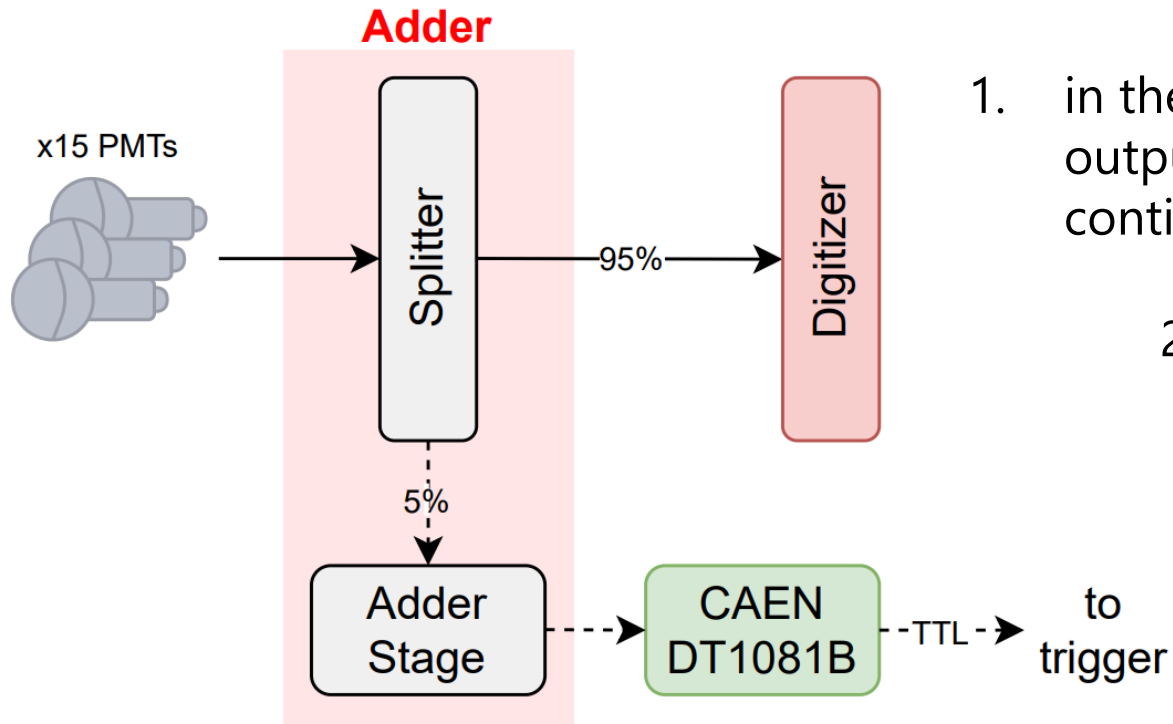 Adder
x15 PMTs
Splitter
95%
Digitizer
5%
Adder
Stage
CAEN
DT1081B
TTL
to
trigger
1. in the
outpu
conti
2